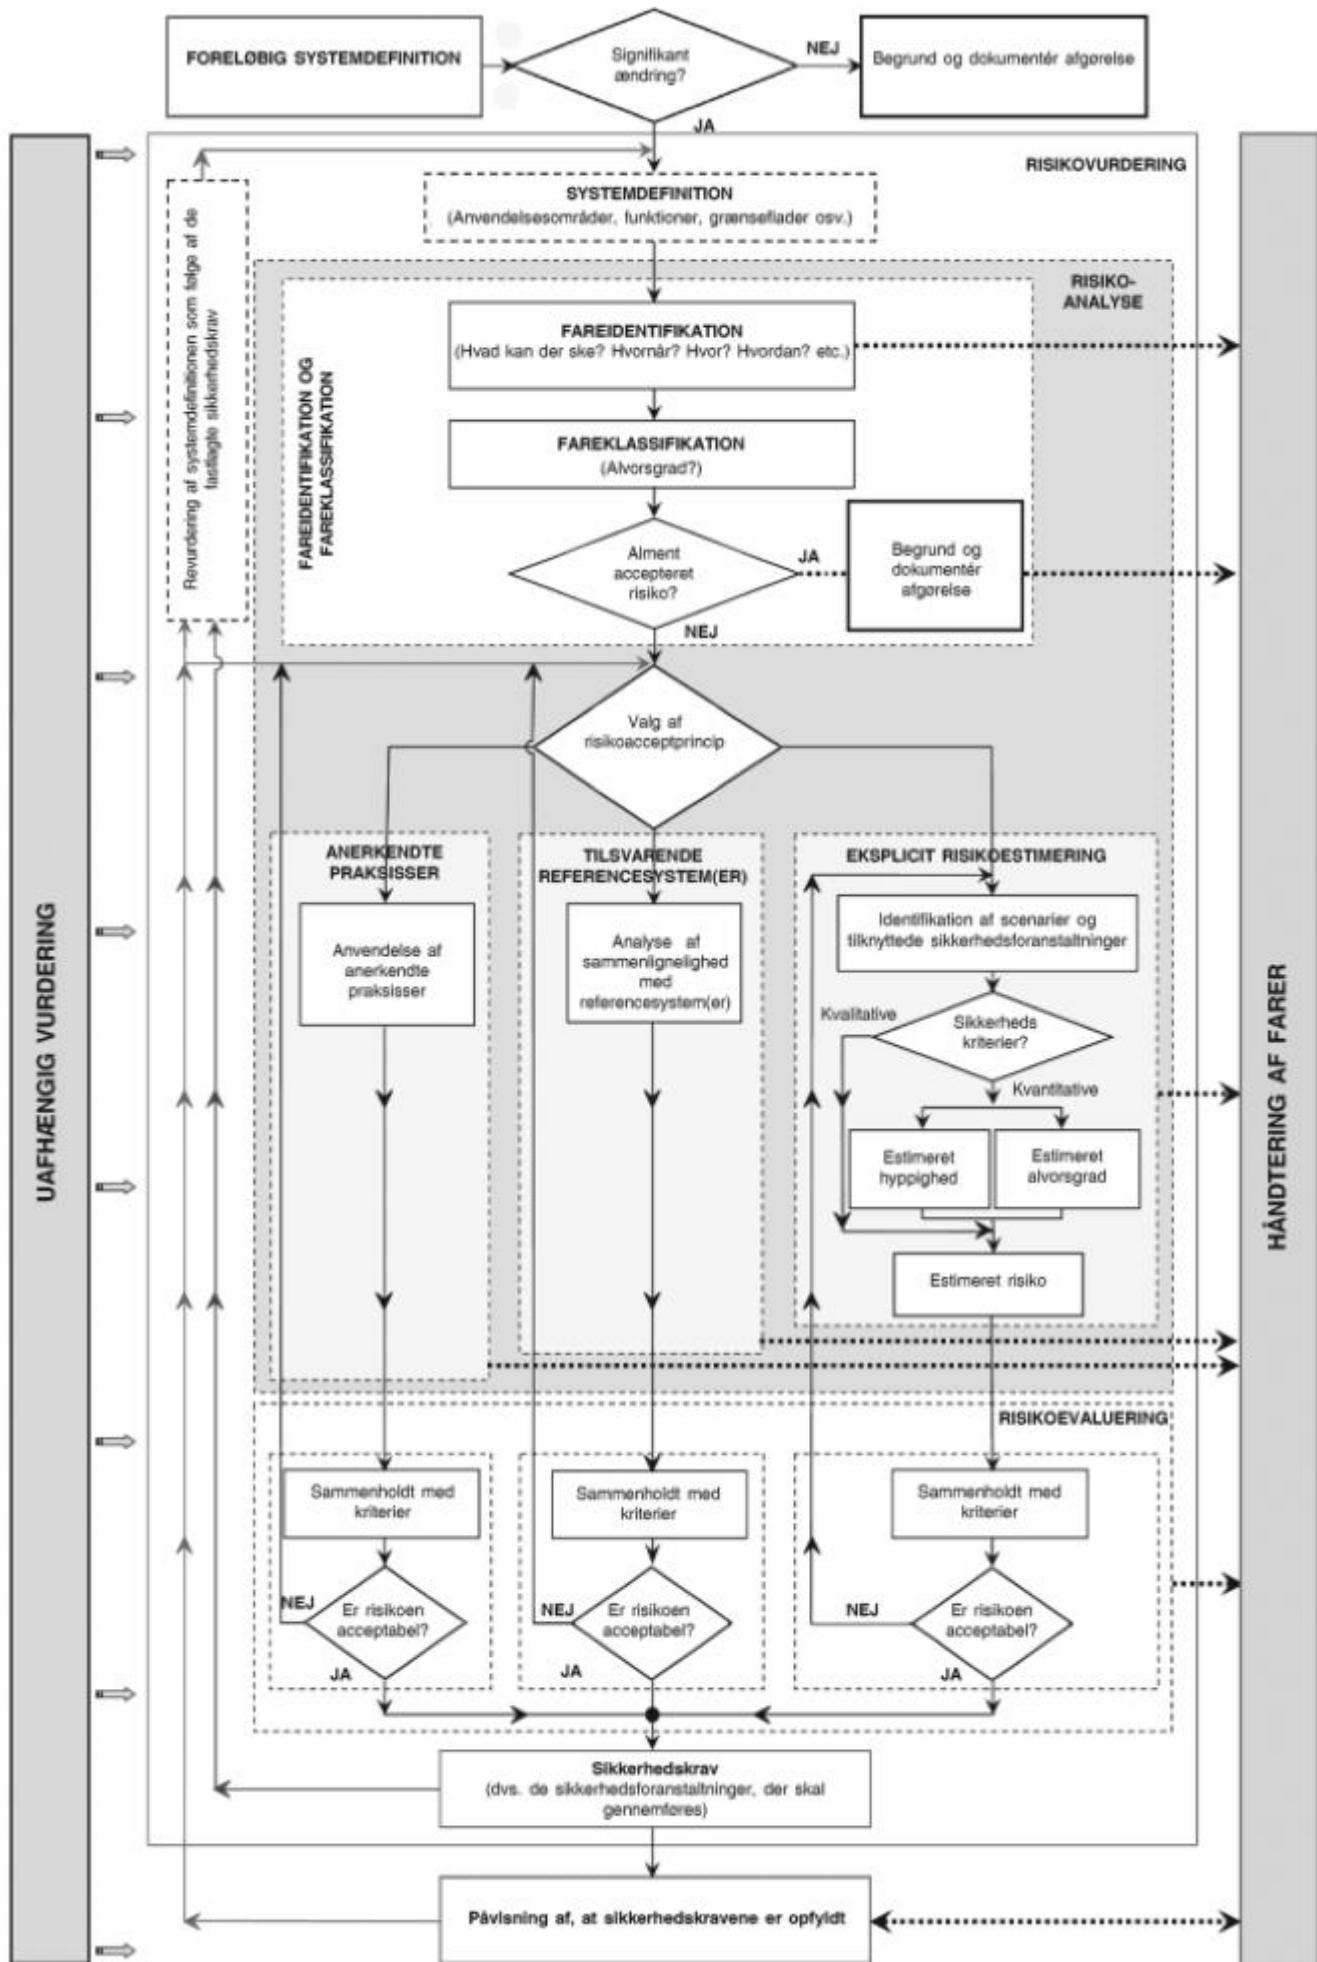 FORELØBIG SYSTEMDEFINITION
Signifikant
ændring?
NEJ
Begrund og dokumentér afgørelse
JA
RISIKOVURDERING
UAFHÆNGIG VURDERING
HÅNDTERING AF FARER
Revurdering af systemdefinitionen som følge af de
fastlagte sikkerhedskrav
SYSTEMDEFINITION
(Anvendelsesområder, funktioner, grænseflader osv.)
RISIKO-
ANALYSE
FAREIDENTIFIKATION OG
FAREKLASSIFIKATION
FAREIDENTIFIKATION
(Hvad kan der ske? Hvornår? Hvor? Hvordan? etc.)
FAREKLASSIFIKATION
(Alvorsgrad?)
Alment
accepteret
risiko?
JA
Begrund og
dokumentér
afgørelse
NEJ
Valg af
risikoacceptprincip
ANERKENDTE
PRAKSISSER
Anvendelse af
anerkendte
praksisser
TILSVARENDE
REFERENCESYSTEM(ER)
Analyse af
sammenlignelighed
med
referencesystem(er)
EKSPLICIT RISIKOESTIMERING
Identifikation af scenarier og
tilknyttede sikkerhedsforanstaltninger
Kvalitative
Sikkerheds
kriterier?
Kvantitative
Estimeret
hyppighed
Estimeret
alvorsgrad
Estimeret risiko
RISIKOEVALUERING
Sammenholdt med
kriterier
NEJ
Er risikoen
acceptabel?
JA
Sammenholdt med
kriterier
NEJ
Er risikoen
acceptabel?
JA
Sammenholdt med
kriterier
NEJ
Er risikoen
acceptabel?
JA
Sikkerhedskrav
(dvs. de sikkerhedsforanstaltninger, der skal
gennemføres)
Påvisning af, at sikkerhedskravene er opfyldt